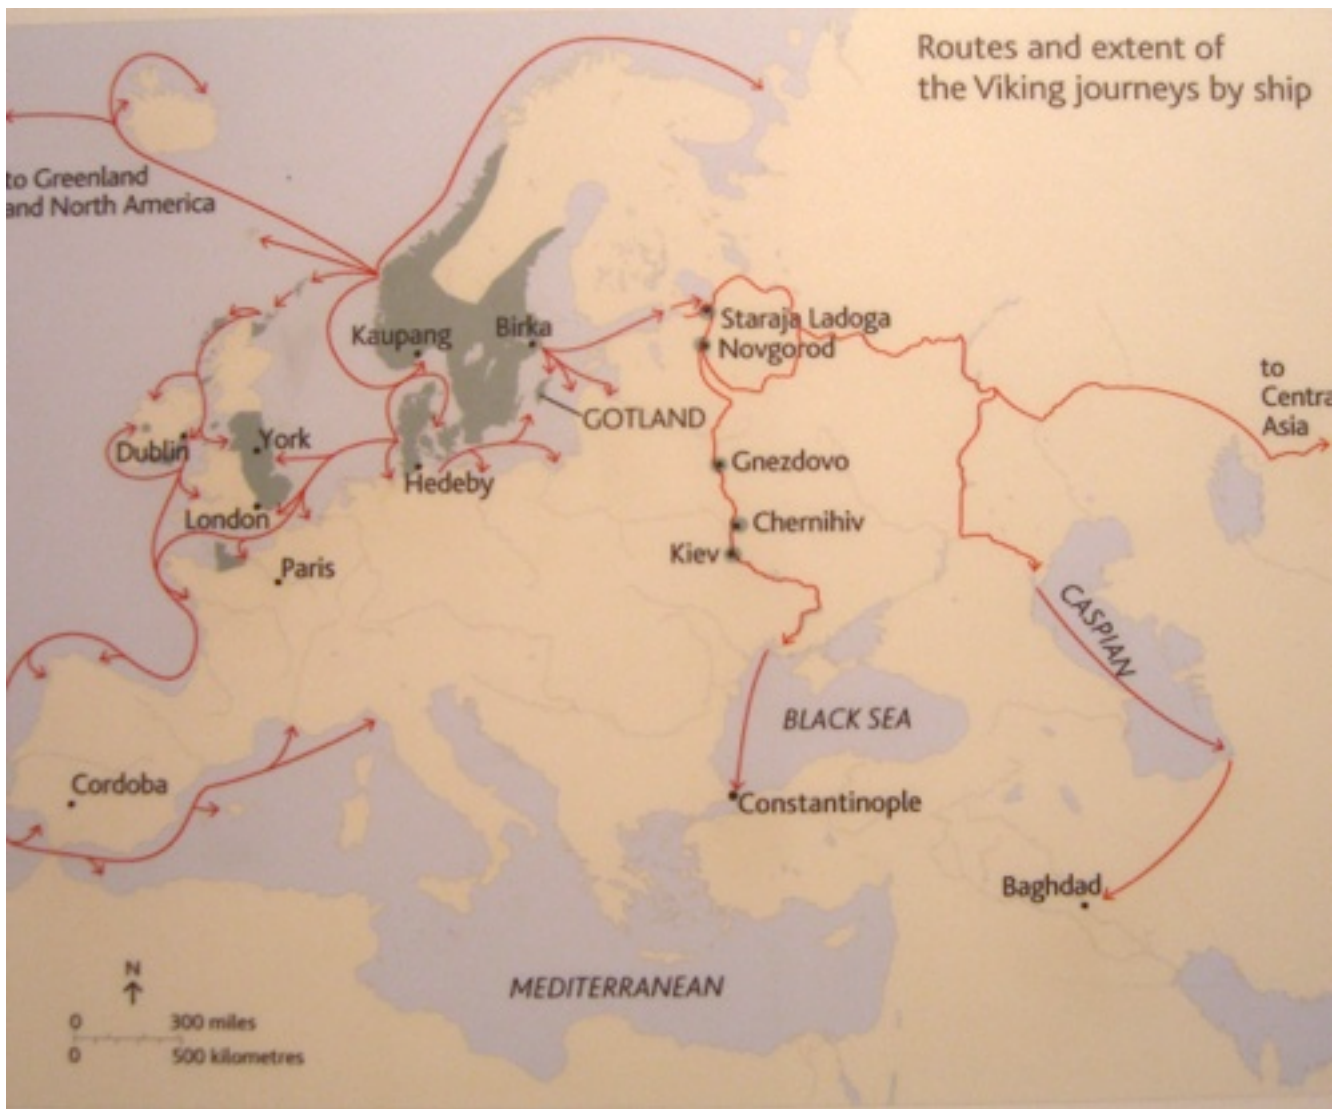 Routes and extent of
the Viking journeys by ship
to Greenland
and North America
Kaupang
Birka
Staraja Ladoga
Novgorod
to
Centra
Asia
GOTLAND
Dublin
York
Hedeby
Gnezdovo
London
Chernihiv
Kiev
Paris
CASPIAN
BLACK SEA
Cordoba
Constantinople
Baghdad
MEDITERRANEAN
N
0 300 miles
0 500 kilometres